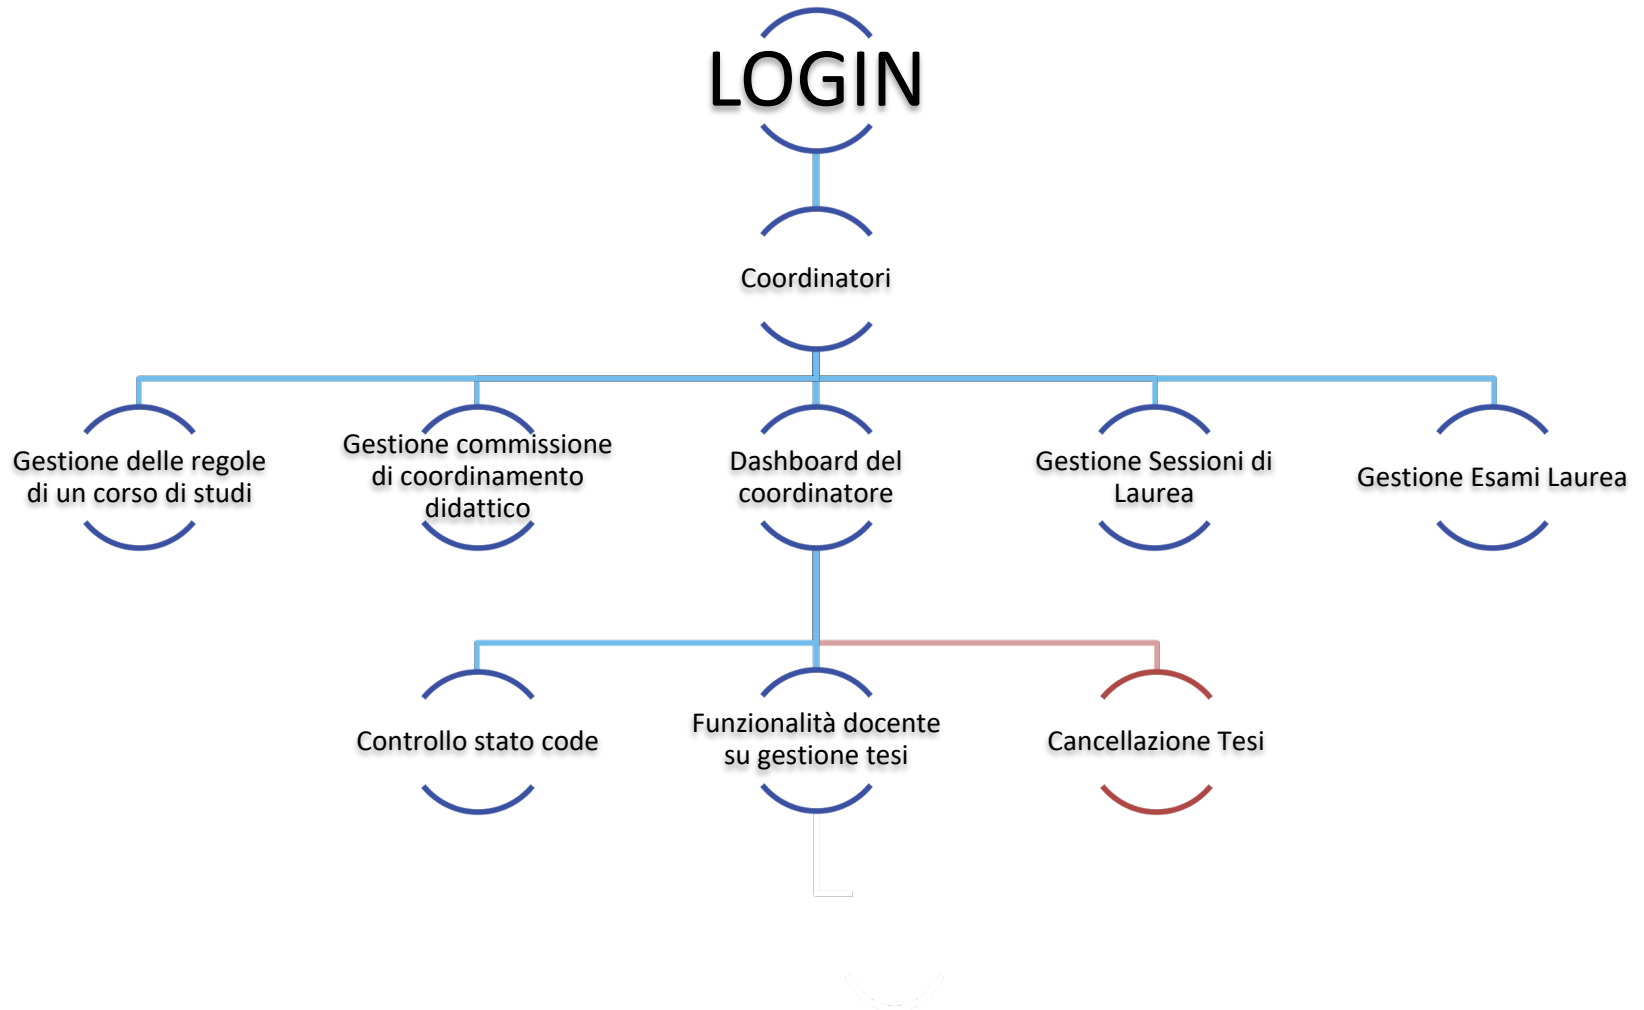 LOGIN
Coordinatori
Gestione delle regole
di un corso di studi
Gestione commissione
di coordinamento
didattico
Dashboard del
coordinatore
Gestione Sessioni di
Laurea
Gestione Esami Laurea
Controllo stato code
Funzionalità docente
su gestione tesi
Cancellazione Tesi